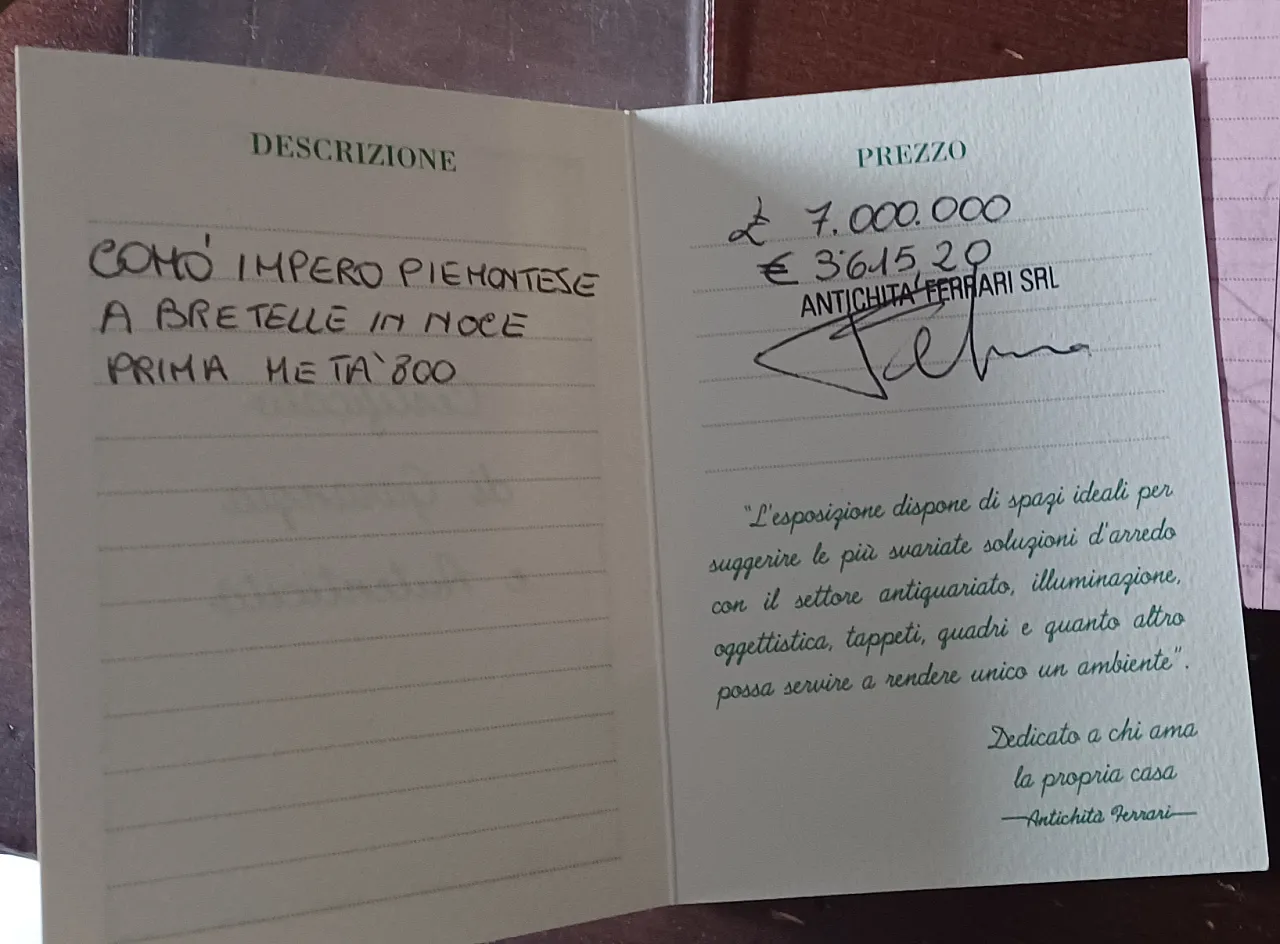 DESCRIZIONE
COMÓ IMPERO PIEMONTESE
A BRETELLE IN NOCE
PRIMA METÀ '800
PREZZO
£ 7.000.000
€ 3'615,20
ANTICHITA' FERRARI SRL
"L'esposizione dispone di spazi ideali per
suggerire le più svariate soluzioni d'arredo
con il settore antiquariato, illuminazione,
oggettistica, tappeti, quadri e quanto altro
possa servire a rendere unico un ambiente".
Dedicato a chi ama
la propria casa
Antichità Ferrari